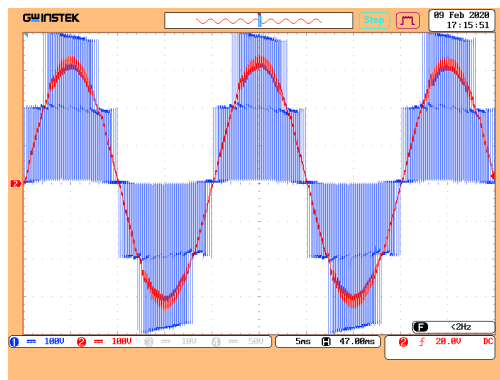 GWINSTEK
Stop
09 Feb 2020
17:15:51
2
F <2Hz
1 100V 2 100V 3 10V 4 50V 5ms H 47.00ms 2 20.0V DC